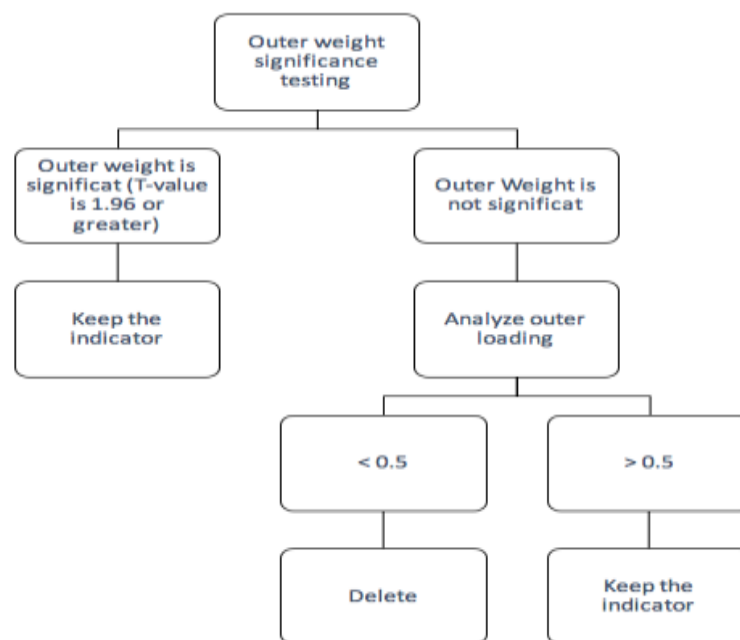 Outer weight
significance
testing
Outer weight is
significat (T-value
is 1.96 or
greater)
Outer Weight is
not significat
Keep the
indicator
Analyze outer
loading
< 0.5
> 0.5
Delete
Keep the
indicator